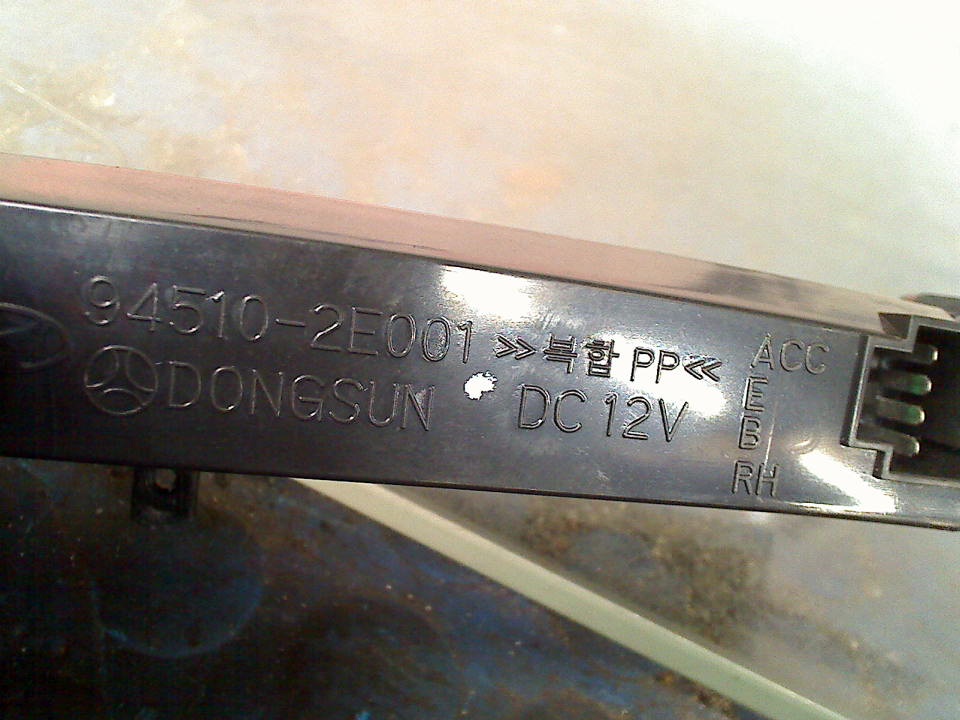 94510-2E001 >>복합 PP<<
DONGSUN DC 12V
ACC
E
B
RH